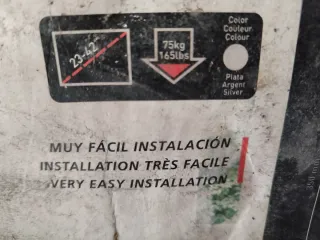 23-42"
75kg
165lbs
Color
Couleur
Colour
Plata
Argent
Silver
MUY FÁCIL INSTALACIÓN
INSTALLATION TRÈS FACILE
VERY EASY INSTALLATION